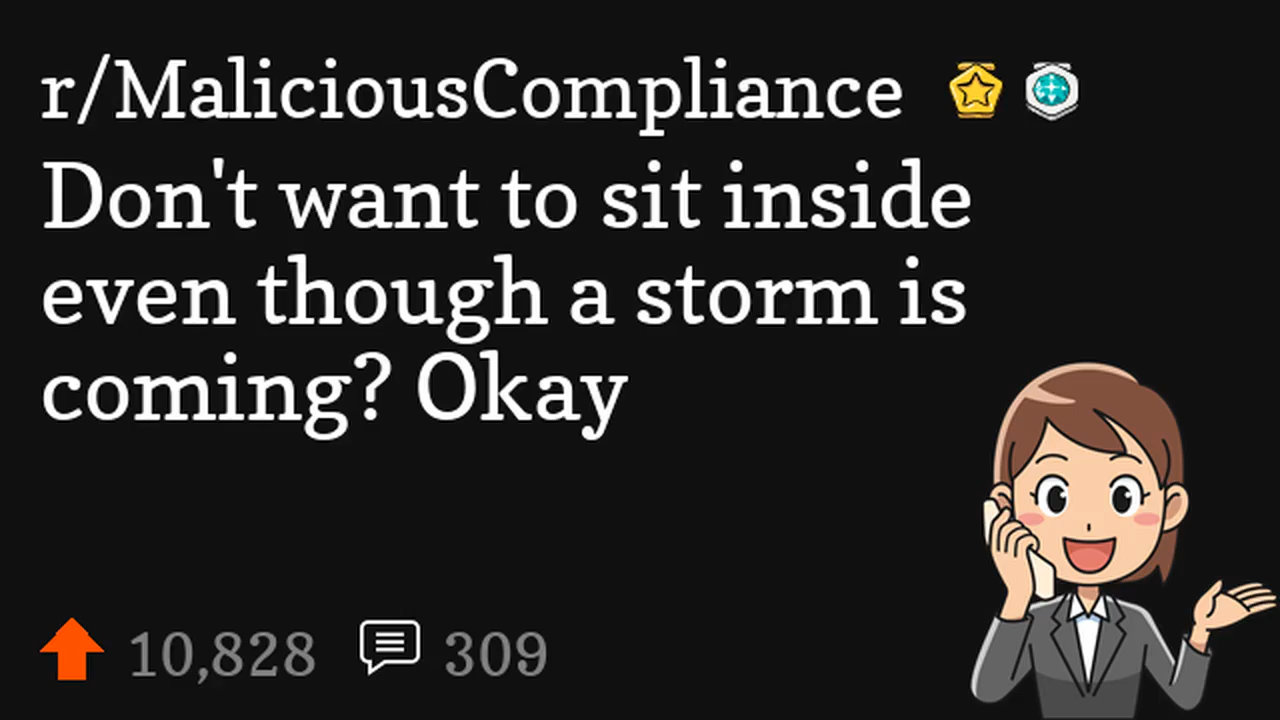 r/MaliciousCompliance
Don't want to sit inside
even though a storm is
coming? Okay
10,828 309